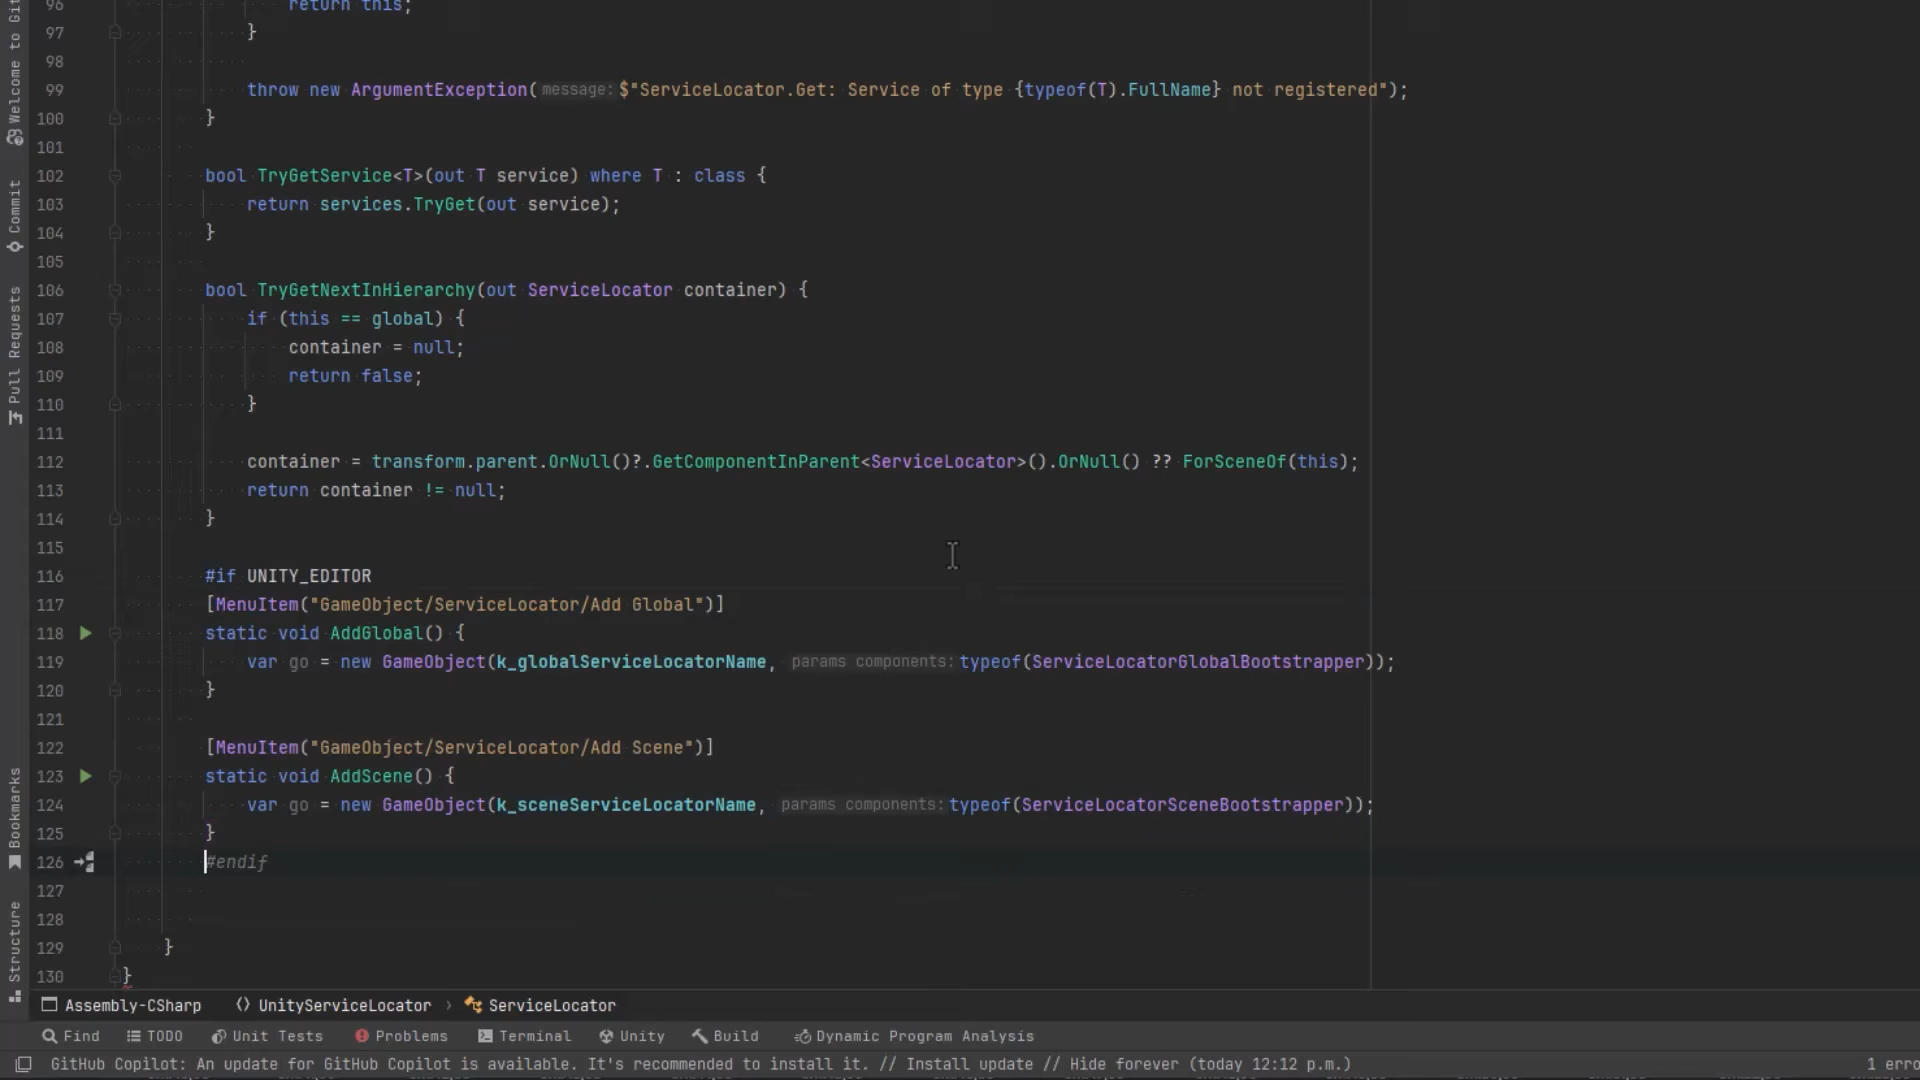 96 return this;
97 }
98
99 throw new ArgumentException( message: $"ServiceLocator.Get: Service of type {typeof(T).FullName} not registered");
100 }
101
102 bool TryGetService<T>(out T service) where T : class {
103 return services.TryGet(out service);
104 }
105
106 bool TryGetNextInHierarchy(out ServiceLocator container) {
107 if (this == global) {
108 container = null;
109 return false;
110 }
111
112 container = transform.parent.OrNull()?.GetComponentInParent<ServiceLocator>().OrNull() ?? ForSceneOf(this);
113 return container != null;
114 }
115
116 #if UNITY_EDITOR
117 [MenuItem("GameObject/ServiceLocator/Add Global")]
118 static void AddGlobal() {
119 var go = new GameObject(k_globalServiceLocatorName, params components: typeof(ServiceLocatorGlobalBootstrapper));
120 }
121
122 [MenuItem("GameObject/ServiceLocator/Add Scene")]
123 static void AddScene() {
124 var go = new GameObject(k_sceneServiceLocatorName, params components: typeof(ServiceLocatorSceneBootstrapper));
125 }
126 #endif
127
128
129 }
130 }
Welcome to Git
Commit
Pull Requests
Bookmarks
Structure
Assembly-CSharp UnityServiceLocator › ServiceLocator
Find TODO Unit Tests Problems Terminal Unity Build Dynamic Program Analysis
GitHub Copilot: An update for GitHub Copilot is available. It's recommended to install it. // Install update // Hide forever (today 12:12 p.m.) 1 erro